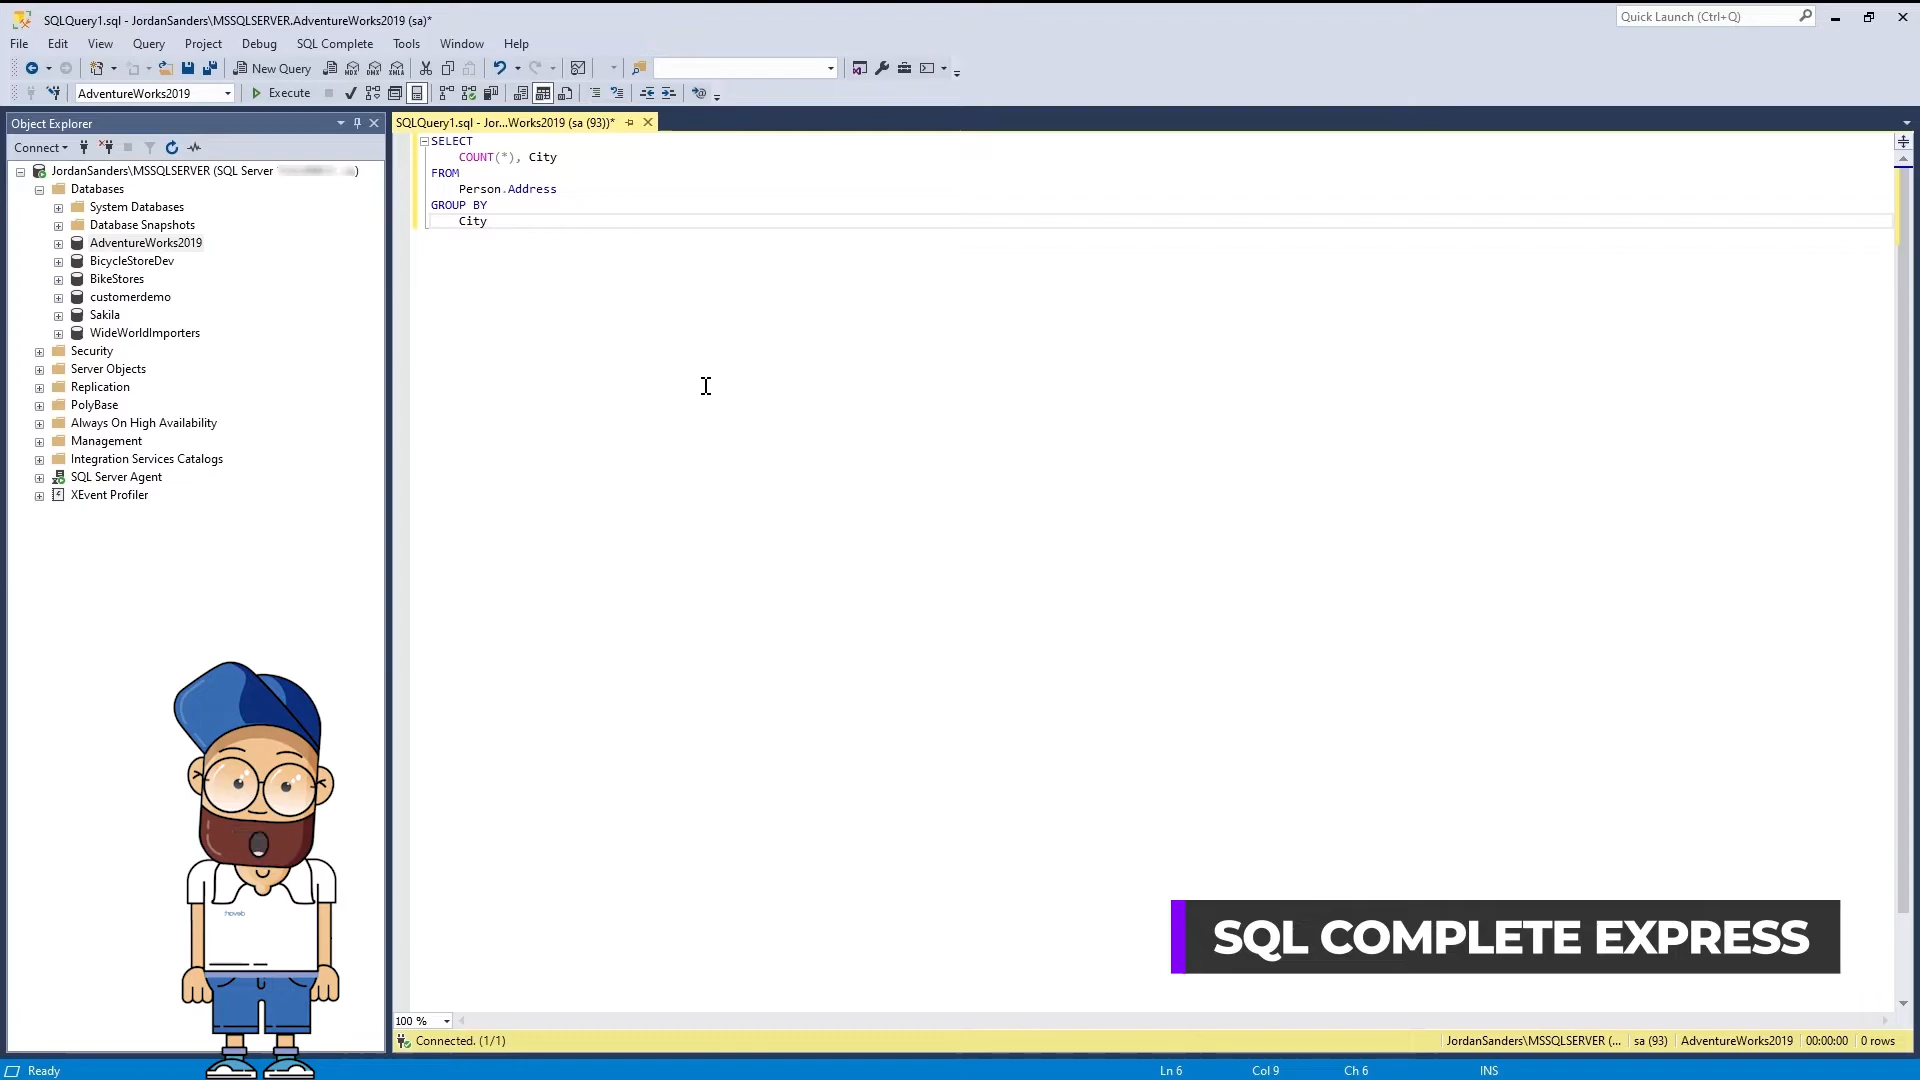 SQLQuery1.sql - JordanSanders\MSSQLSERVER.AdventureWorks2019 (sa)*
Quick Launch (Ctrl+Q)
File Edit View Query Project Debug SQL Complete Tools Window Help
New Query
AdventureWorks2019 Execute
Object Explorer
Connect
JordanSanders\MSSQLSERVER (SQL Server )
Databases
System Databases
Database Snapshots
AdventureWorks2019
BicycleStoreDev
BikeStores
customerdemo
Sakila
WideWorldImporters
Security
Server Objects
Replication
PolyBase
Always On High Availability
Management
Integration Services Catalogs
SQL Server Agent
XEvent Profiler
SQLQuery1.sql - Jor...Works2019 (sa (93))*
SELECT
COUNT(*), City
FROM
Person.Address
GROUP BY
City
SQL COMPLETE EXPRESS
100 %
Connected. (1/1)
JordanSanders\MSSQLSERVER (... sa (93) AdventureWorks2019 00:00:00 0 rows
Ready
Ln 6 Col 9 Ch 6 INS